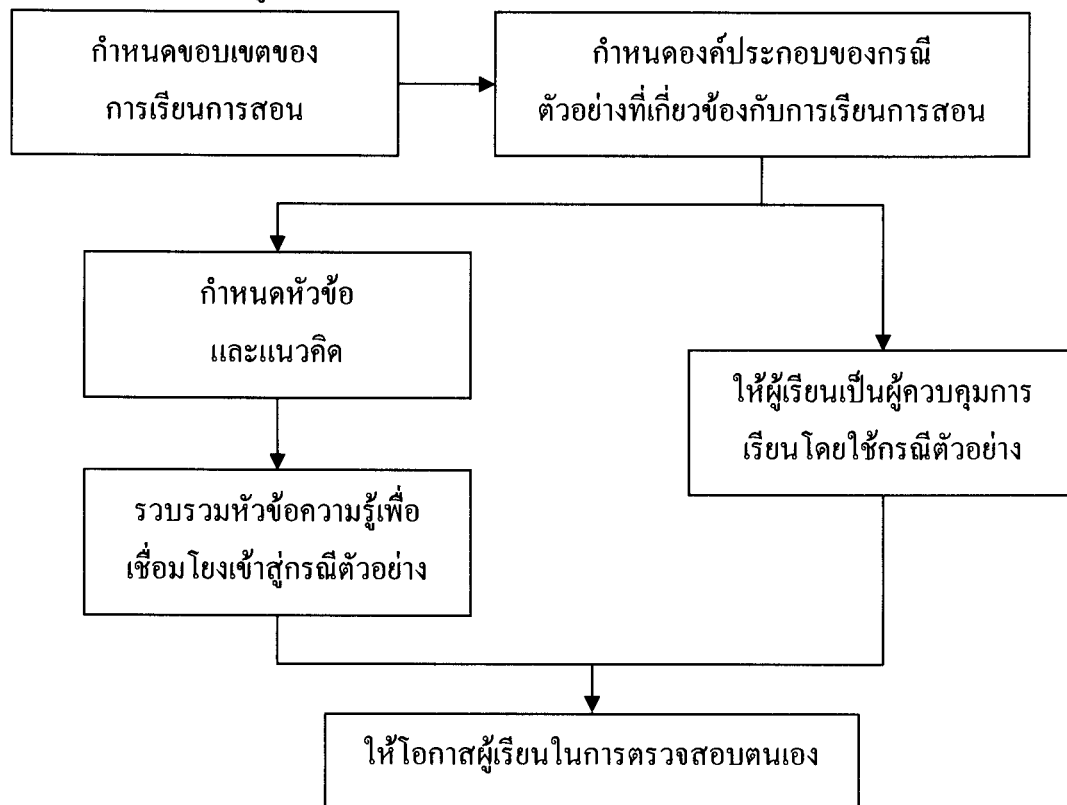 กำหนดขอบเขตของ
การเรียนการสอน
กำหนดองค์ประกอบของกรณี
ตัวอย่างที่เกี่ยวข้องกับการเรียนการสอน
กำหนดหัวข้อ
และแนวคิด
ให้ผู้เรียนเป็นผู้ควบคุมการ
เรียนโดยใช้กรณีตัวอย่าง
รวบรวมหัวข้อความรู้เพื่อ
เชื่อมโยงเข้าสู่กรณีตัวอย่าง
ให้โอกาสผู้เรียนในการตรวจสอบตนเอง